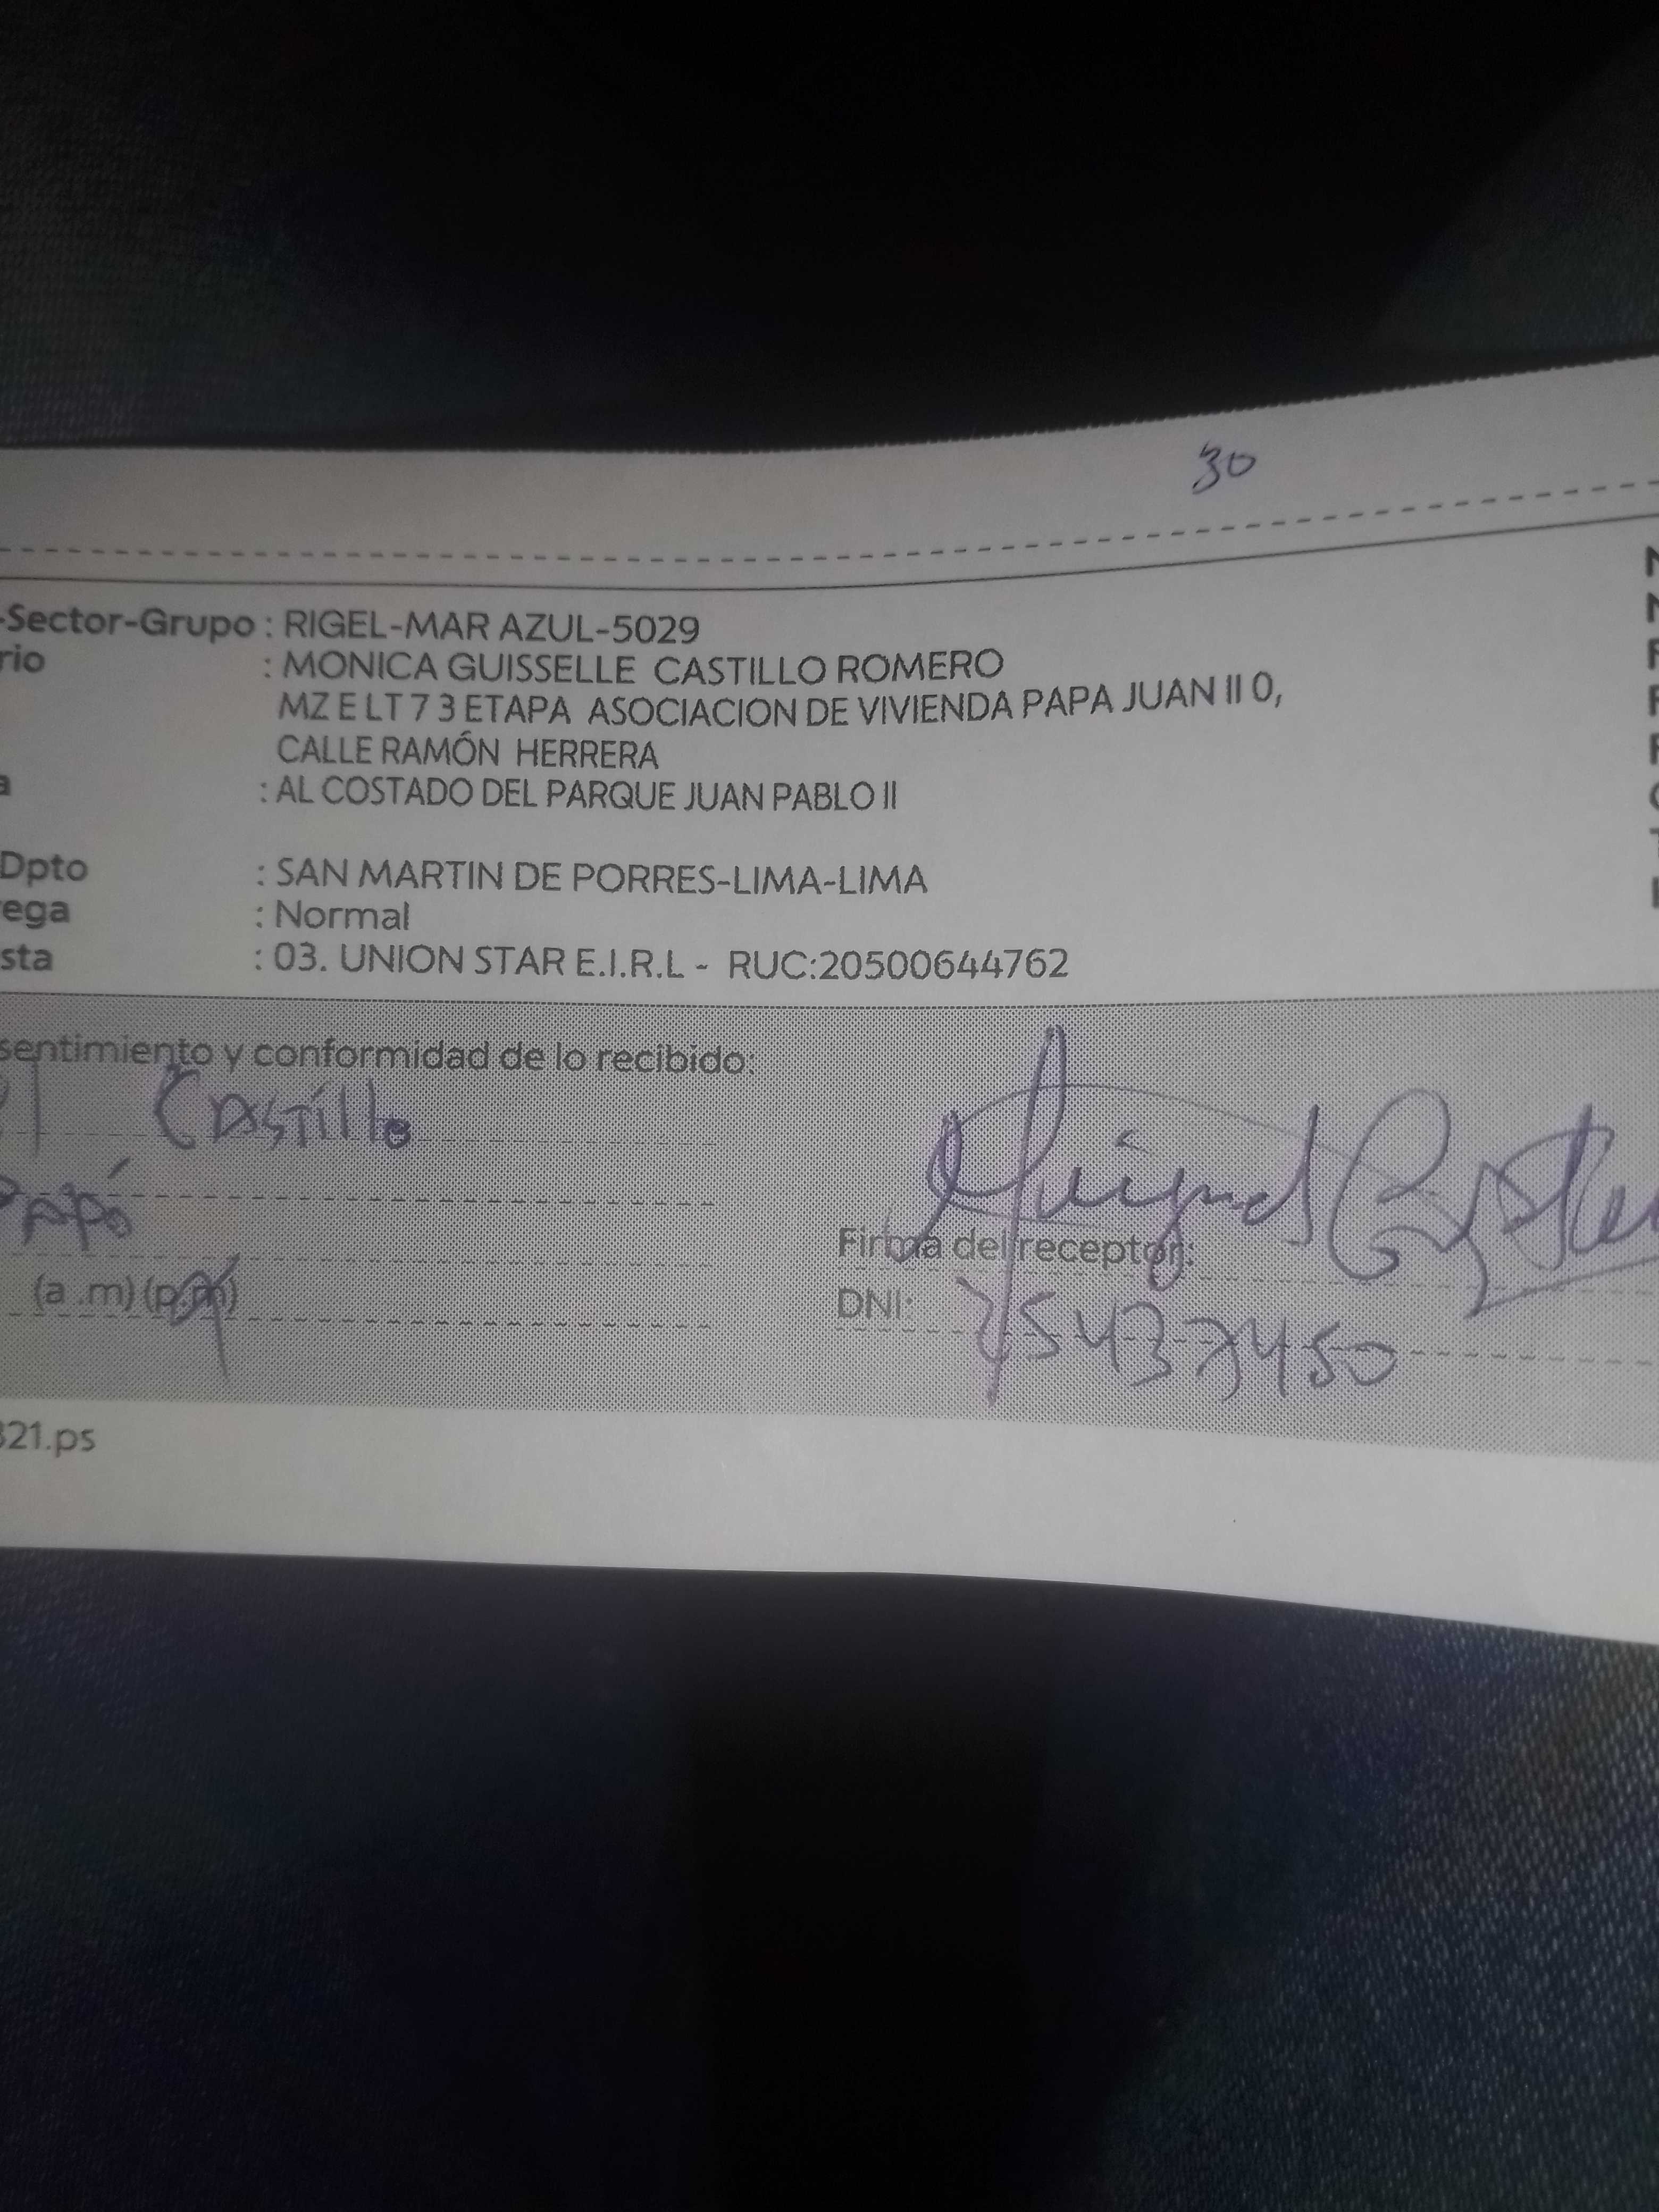 30
-Sector-Grupo : RIGEL-MAR AZUL-5029
rio : MONICA GUISSELLE CASTILLO ROMERO
MZ E LT 7 3 ETAPA ASOCIACION DE VIVIENDA PAPA JUAN II 0,
CALLE RAMÓN HERRERA
a : AL COSTADO DEL PARQUE JUAN PABLO II
Dpto : SAN MARTIN DE PORRES-LIMA-LIMA
rega : Normal
sta : 03. UNION STAR E.I.R.L - RUC:20500644762
sentimiento y conformidad de lo recibido:
Castillo
Papá
Miguel Castillo
Firma del receptor:
(a .m) (p.m)
DNI: 25437450
321.ps